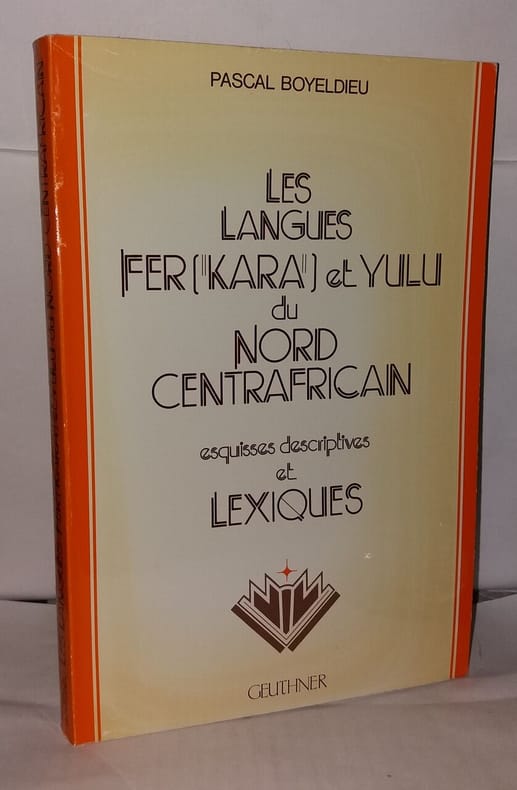 PASCAL BOYELDIEU
LES
LANGUES
FER ("KARA") et YULU
du
NORD
CENTRAFRICAIN
esquisses descriptives
et
LEXIQUES
GEUTHNER